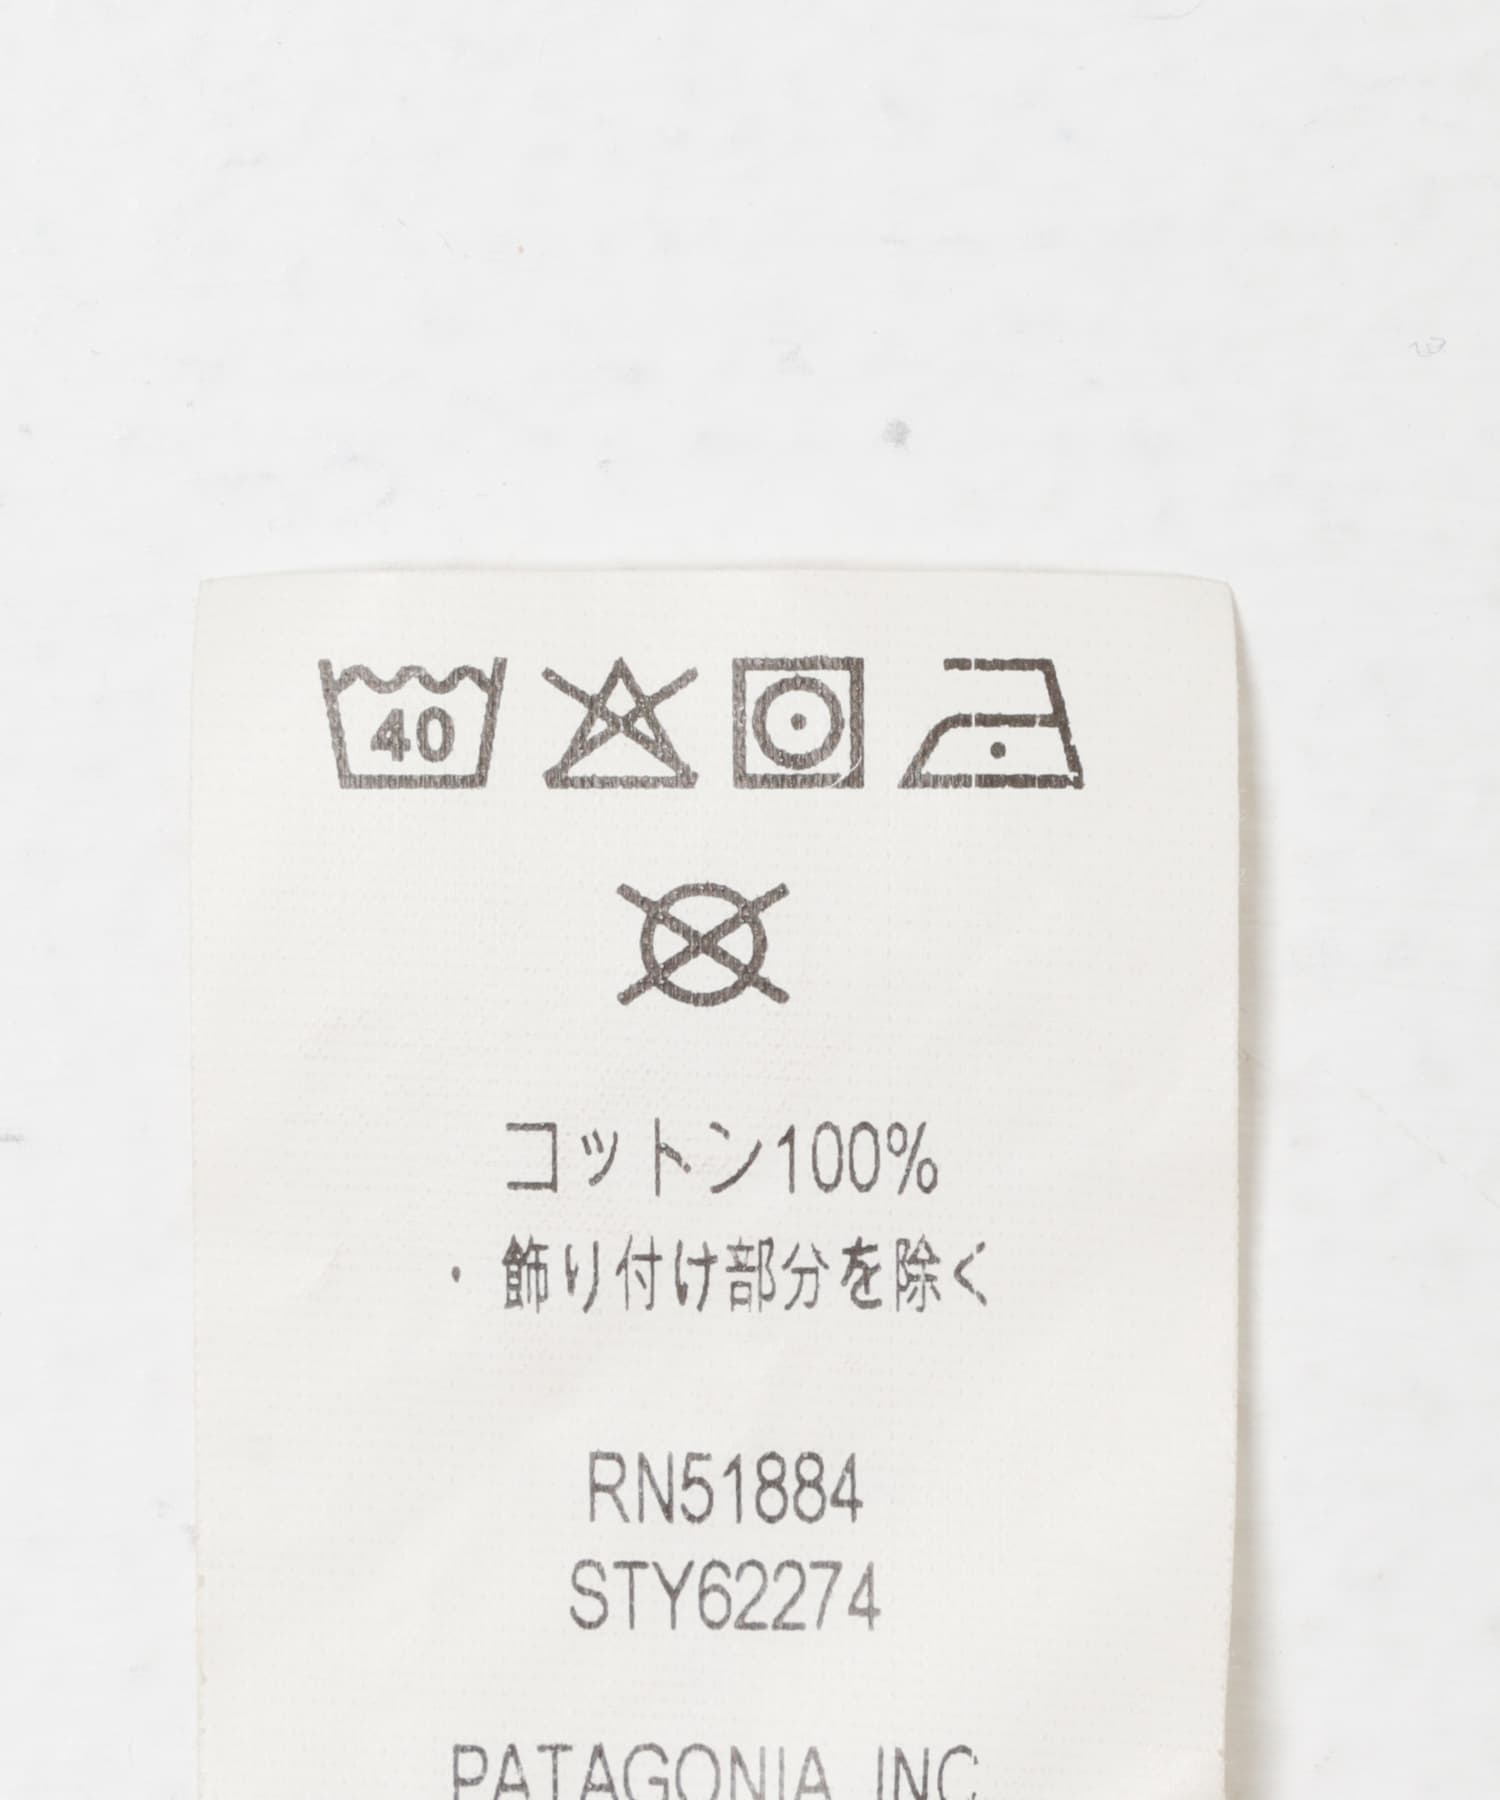 40
コットン100%
・飾り付け部分を除く
RN51884
STY62274
PATAGONIA INC